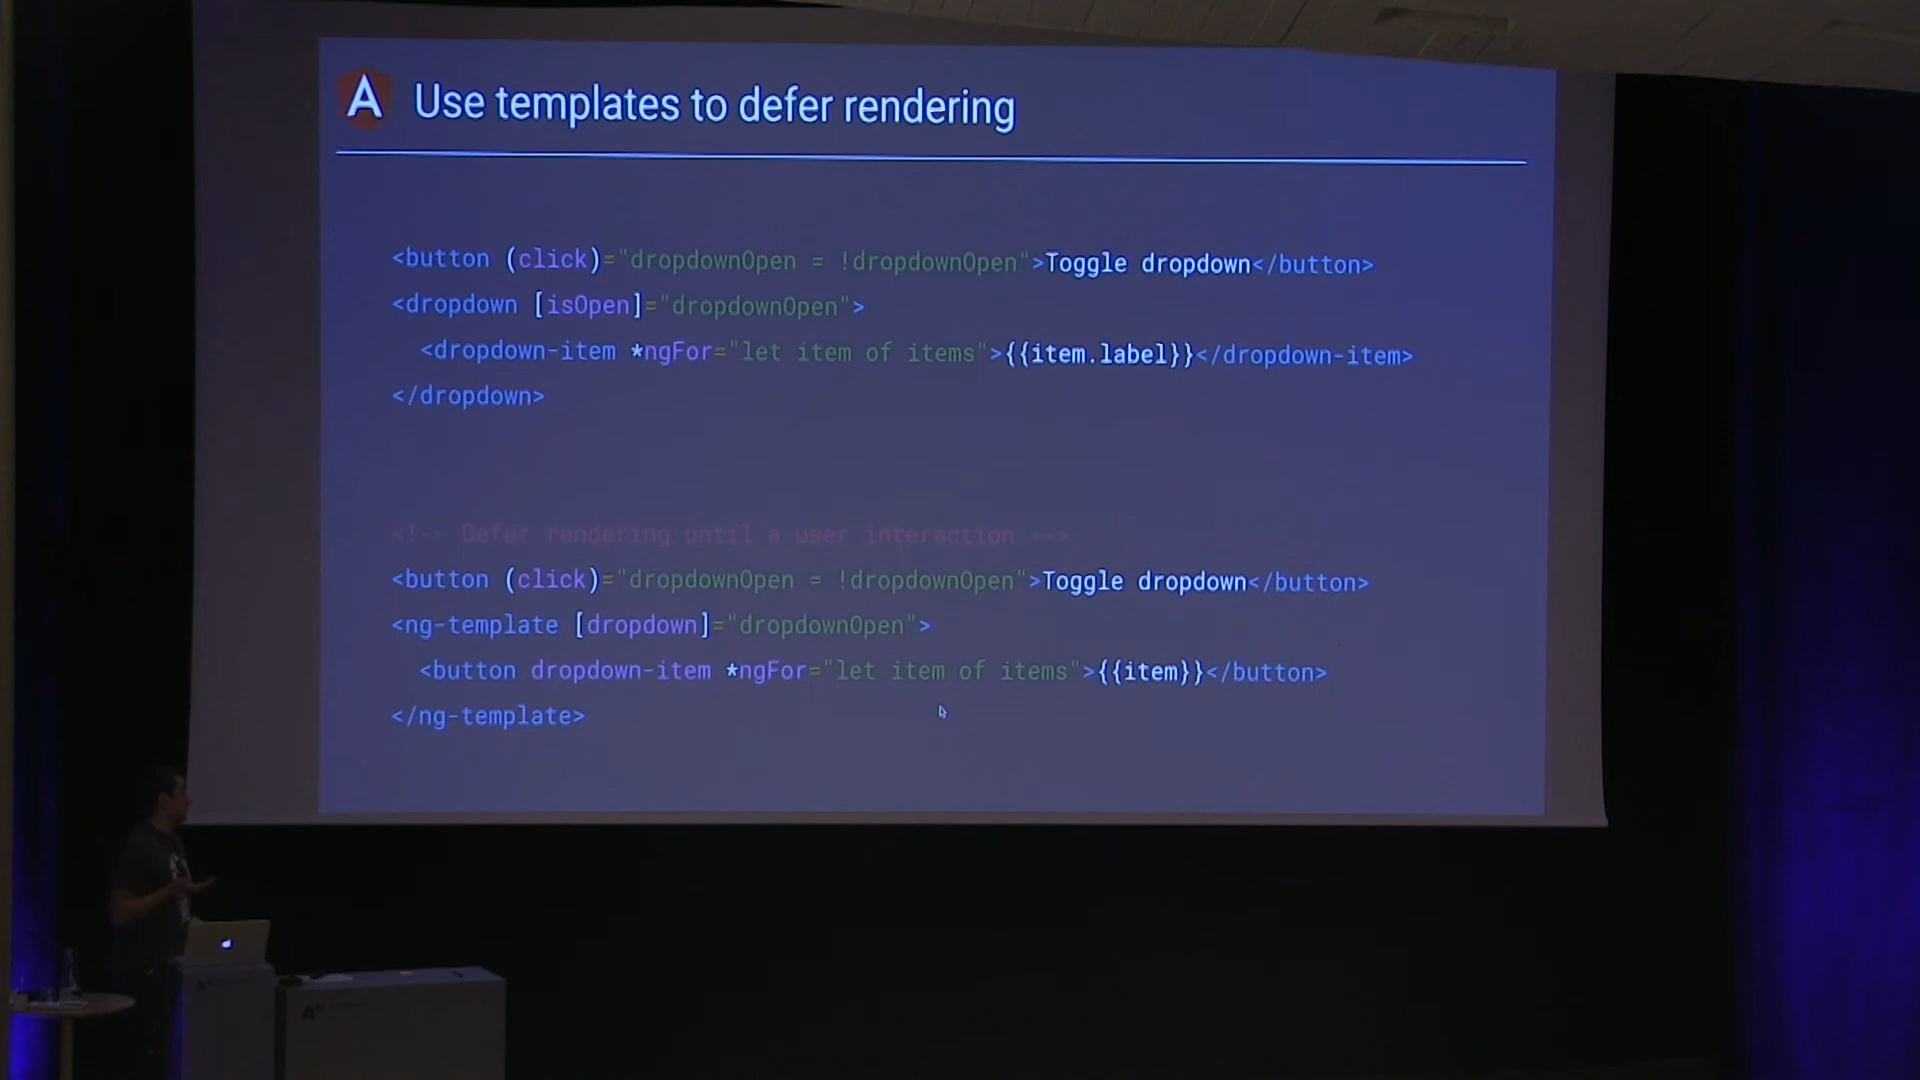 A Use templates to defer rendering
<button (click)="dropdownOpen = !dropdownOpen">Toggle dropdown</button>
<dropdown [isOpen]="dropdownOpen">
<dropdown-item *ngFor="let item of items">{{item.label}}</dropdown-item>
</dropdown>
<!-- Defer rendering until a user interaction -->
<button (click)="dropdownOpen = !dropdownOpen">Toggle dropdown</button>
<ng-template [dropdown]="dropdownOpen">
<button dropdown-item *ngFor="let item of items">{{item}}</button>
</ng-template>